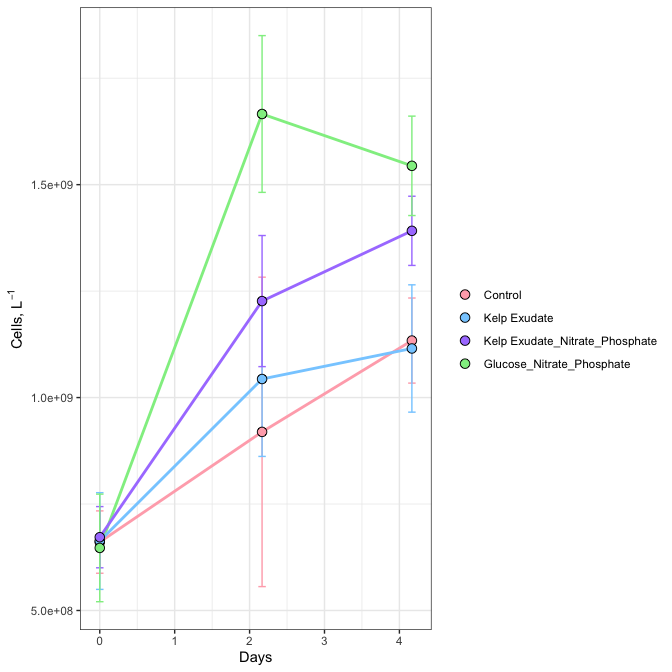 Cells, L⁻¹
1.5e+09
1.0e+09
5.0e+08
0 1 2 3 4
Days
Control
Kelp Exudate
Kelp Exudate_Nitrate_Phosphate
Glucose_Nitrate_Phosphate